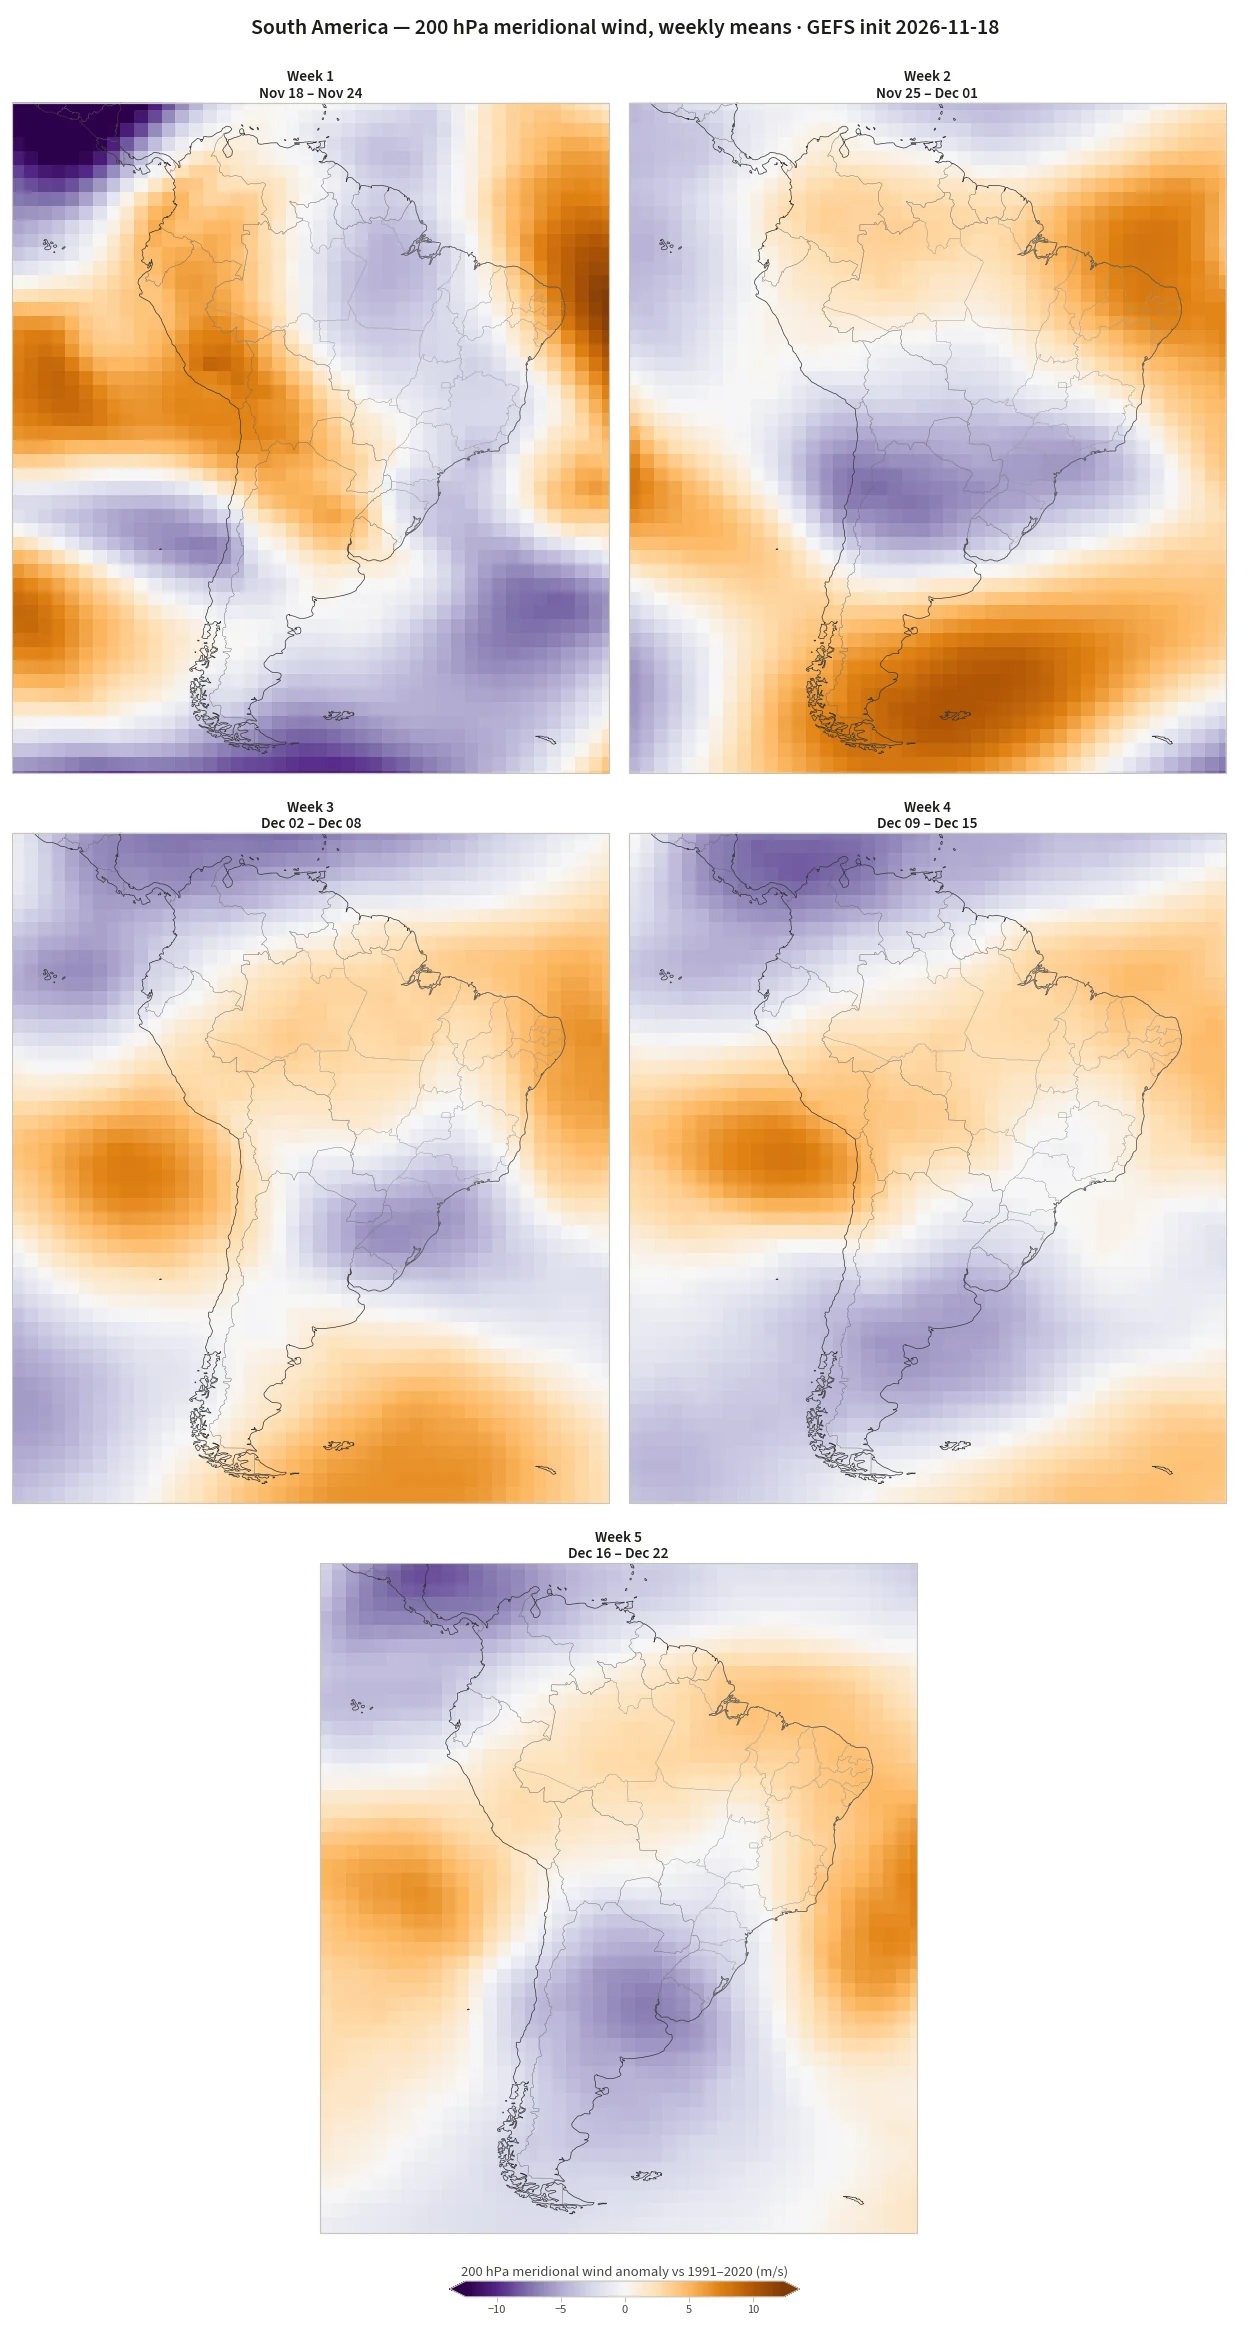 South America — 200 hPa meridional wind, weekly means · GEFS init 2026-11-18
Week 1
Nov 18 – Nov 24
Week 2
Nov 25 – Dec 01
Week 3
Dec 02 – Dec 08
Week 4
Dec 09 – Dec 15
Week 5
Dec 16 – Dec 22
200 hPa meridional wind anomaly vs 1991–2020 (m/s)
−10 −5 0 5 10